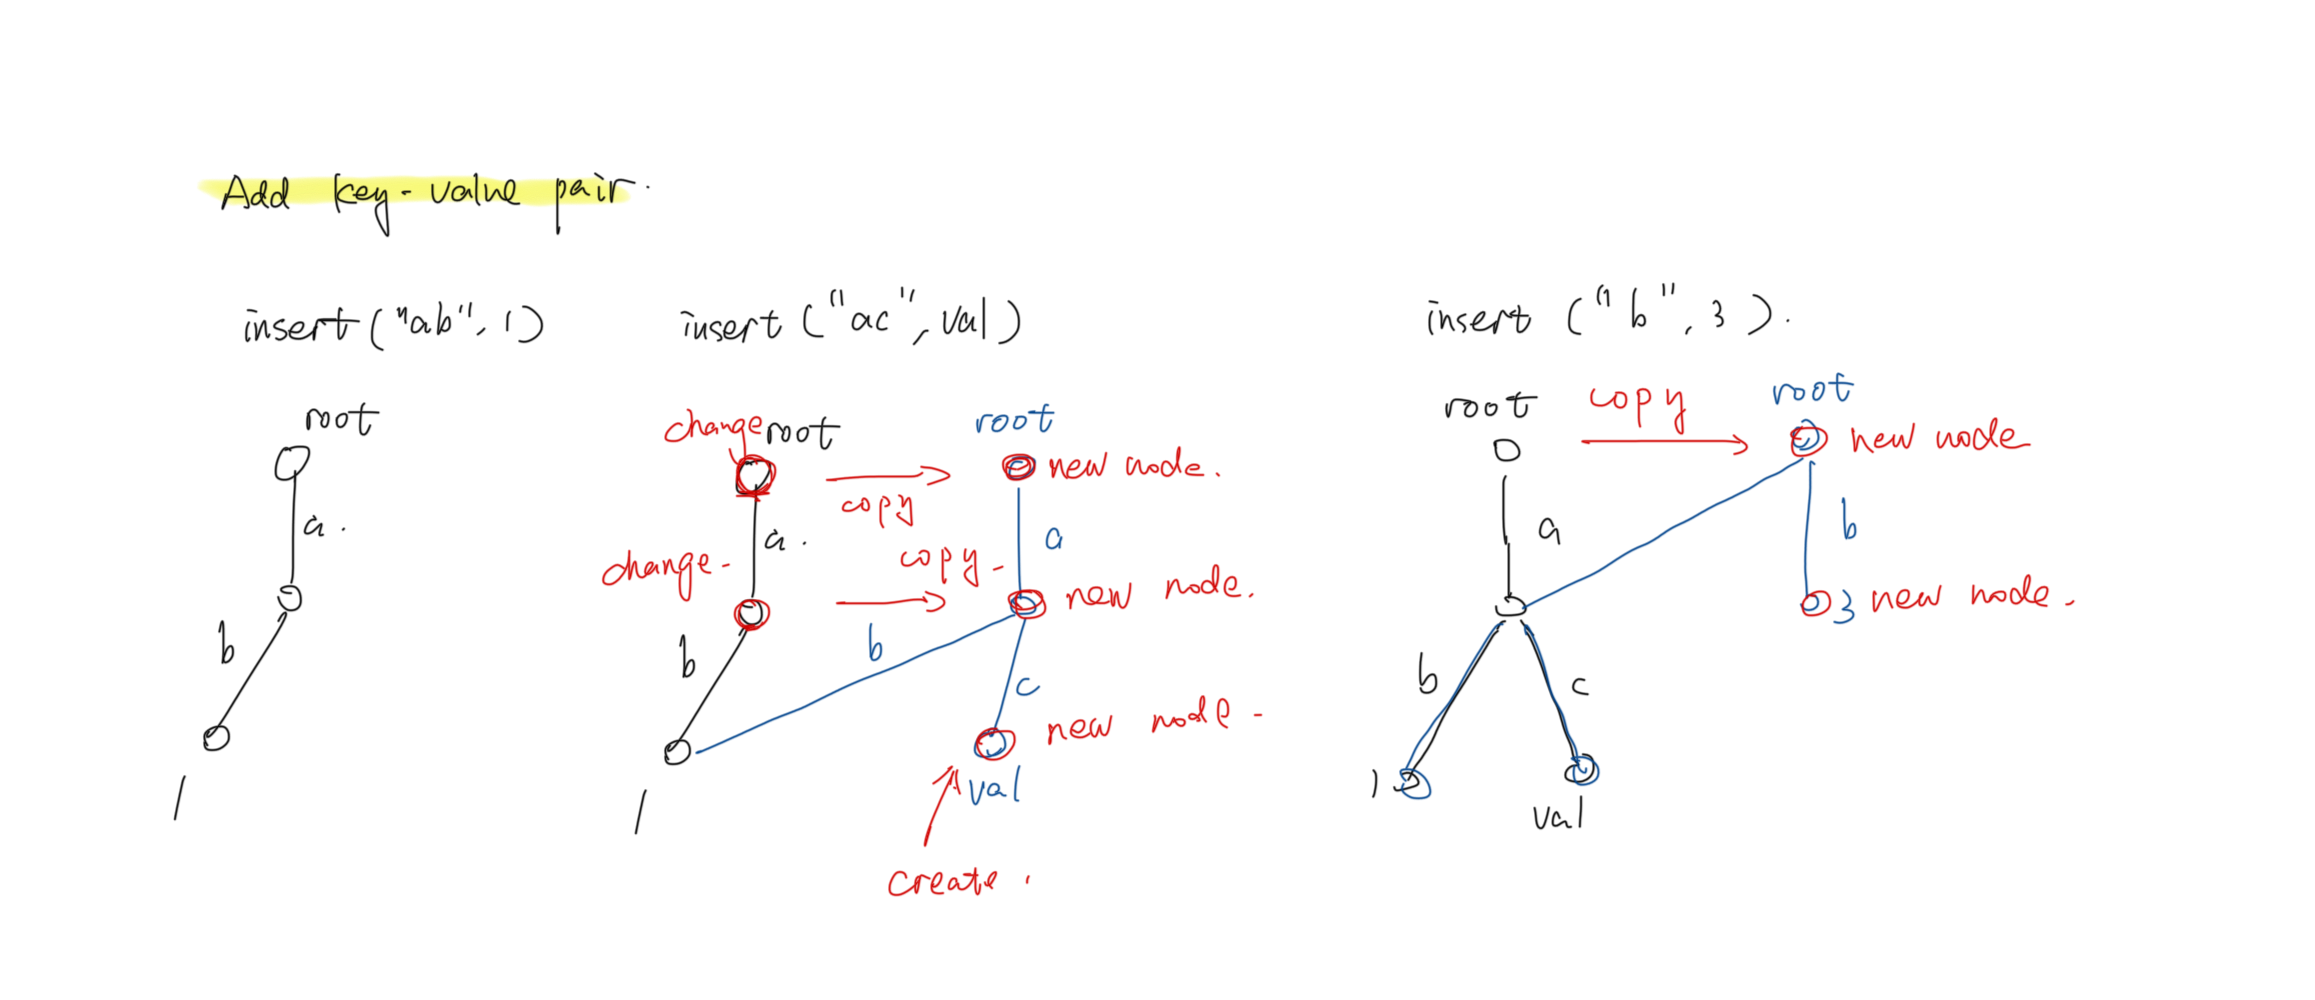 Add key-value pair.
insert ("ab", 1)
insert ("ac", val)
insert ("b", 3).
root
a.
b
1
change root
copy
root
new node.
a.
change-
copy-
a
new node.
b
b
c
new node-
1
val
create.
root
copy
root
new node
a
b
3 new node.
b
c
1
val